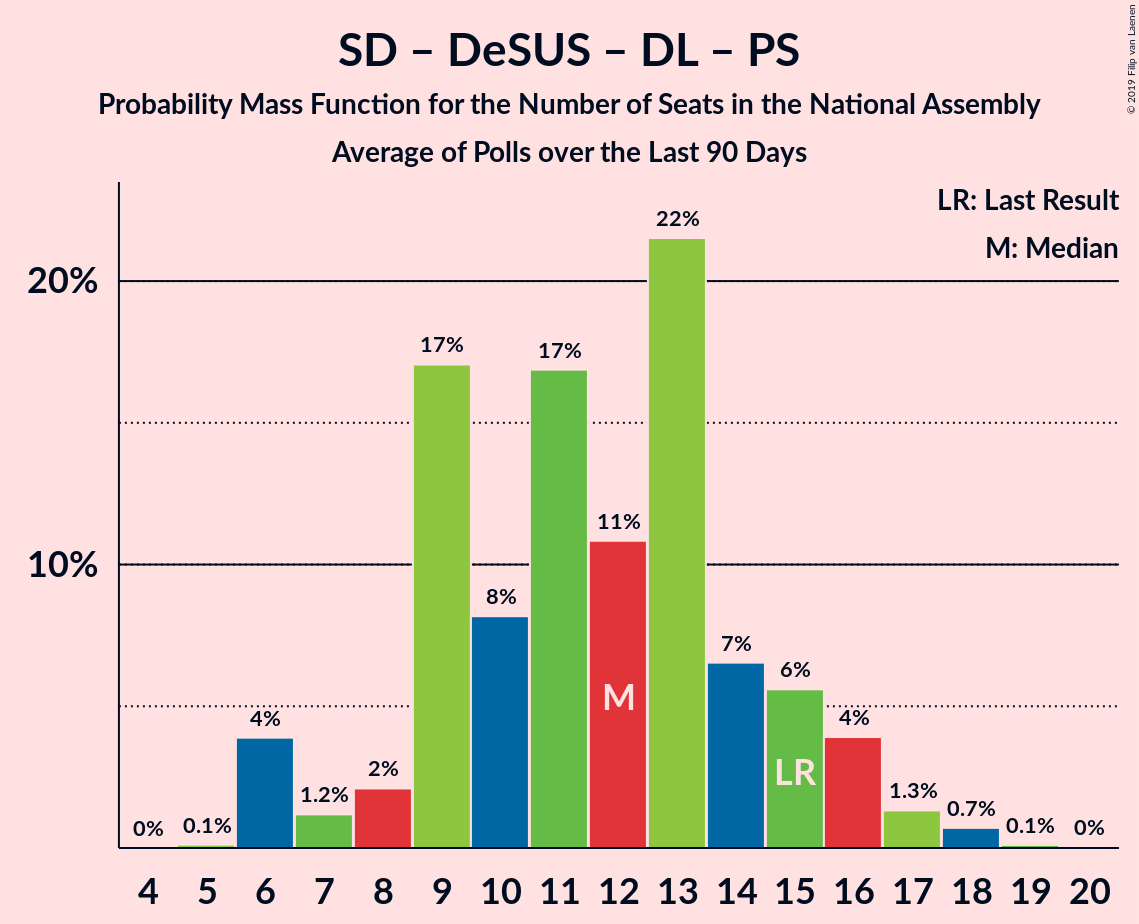 SD – DeSUS – DL – PS
Probability Mass Function for the Number of Seats in the National Assembly
Average of Polls over the Last 90 Days
© 2019 Filip van Laenen
LR: Last Result
M: Median
20%
10%
0%
0.1%
4%
1.2%
2%
17%
8%
17%
11%
22%
7%
6%
4%
1.3%
0.7%
0.1%
0%
M
LR
4 5 6 7 8 9 10 11 12 13 14 15 16 17 18 19 20